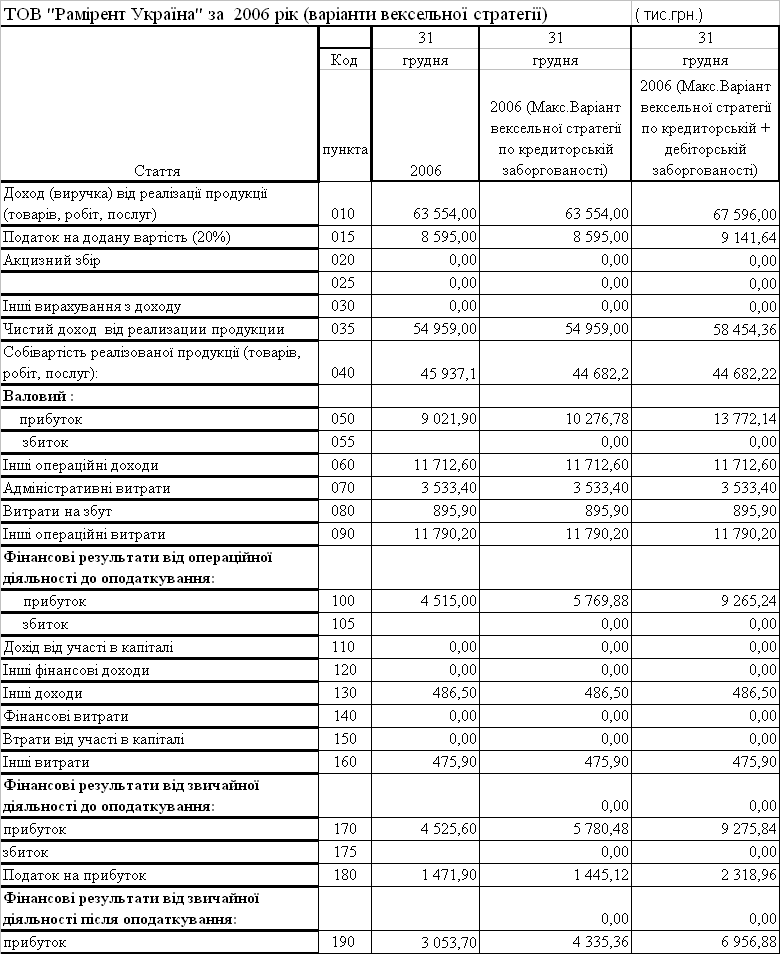 ТОВ "Рамірент Україна" за 2006 рік (варіанти вексельної стратегії) ( тис.грн.)
31 31 31
Код грудня грудня грудня
2006 (Макс.Варіант 2006 (Макс.Варіант
вексельної стратегії вексельної стратегії
по кредиторській по кредиторській +
заборгованості) дебіторській
заборгованості)
Стаття пункта 2006
Доход (виручка) від реалізації продукції
(товарів, робіт, послуг) 010 63 554,00 63 554,00 67 596,00
Податок на додану вартість (20%) 015 8 595,00 8 595,00 9 141,64
Акцизний збір 020 0,00 0,00 0,00
025 0,00 0,00 0,00
Інші вирахування з доходу 030 0,00 0,00 0,00
Чистий доход від реализации продукции 035 54 959,00 54 959,00 58 454,36
Собівартість реалізованої продукції (товарів,
робіт, послуг): 040 45 937,1 44 682,2 44 682,22
Валовий :
прибуток 050 9 021,90 10 276,78 13 772,14
збиток 055 0,00 0,00
Інші операційні доходи 060 11 712,60 11 712,60 11 712,60
Адміністративні витрати 070 3 533,40 3 533,40 3 533,40
Витрати на збут 080 895,90 895,90 895,90
Інші операційні витрати 090 11 790,20 11 790,20 11 790,20
Фінансові результати від операційної
діяльності до оподаткування:
прибуток 100 4 515,00 5 769,88 9 265,24
збиток 105 0,00 0,00
Дохід від участі в капіталі 110 0,00 0,00 0,00
Інші фінансові доходи 120 0,00 0,00 0,00
Інші доходи 130 486,50 486,50 486,50
Фінансові витрати 140 0,00 0,00 0,00
Втрати від участі в капіталі 150 0,00 0,00 0,00
Інші витрати 160 475,90 475,90 475,90
Фінансові результати від звичайної
діяльності до оподаткування: 0,00 0,00
прибуток 170 4 525,60 5 780,48 9 275,84
збиток 175 0,00 0,00
Податок на прибуток 180 1 471,90 1 445,12 2 318,96
Фінансові результати від звичайної
діяльності після оподаткування: 0,00 0,00
прибуток 190 3 053,70 4 335,36 6 956,88